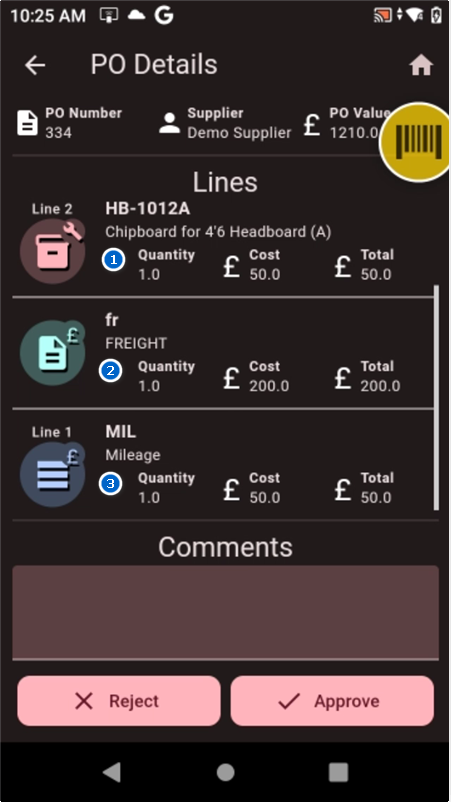 10:25 AM
PO Details
PO Number
334
Supplier
Demo Supplier
£
PO Value
1210.0
Lines
Line 2
HB-1012A
Chipboard for 4'6 Headboard (A)
1
Quantity
1.0
£
Cost
50.0
£
Total
50.0
£
fr
FREIGHT
2
Quantity
1.0
£
Cost
200.0
£
Total
200.0
Line 1
£
MIL
Mileage
3
Quantity
1.0
£
Cost
50.0
£
Total
50.0
Comments
Reject
Approve